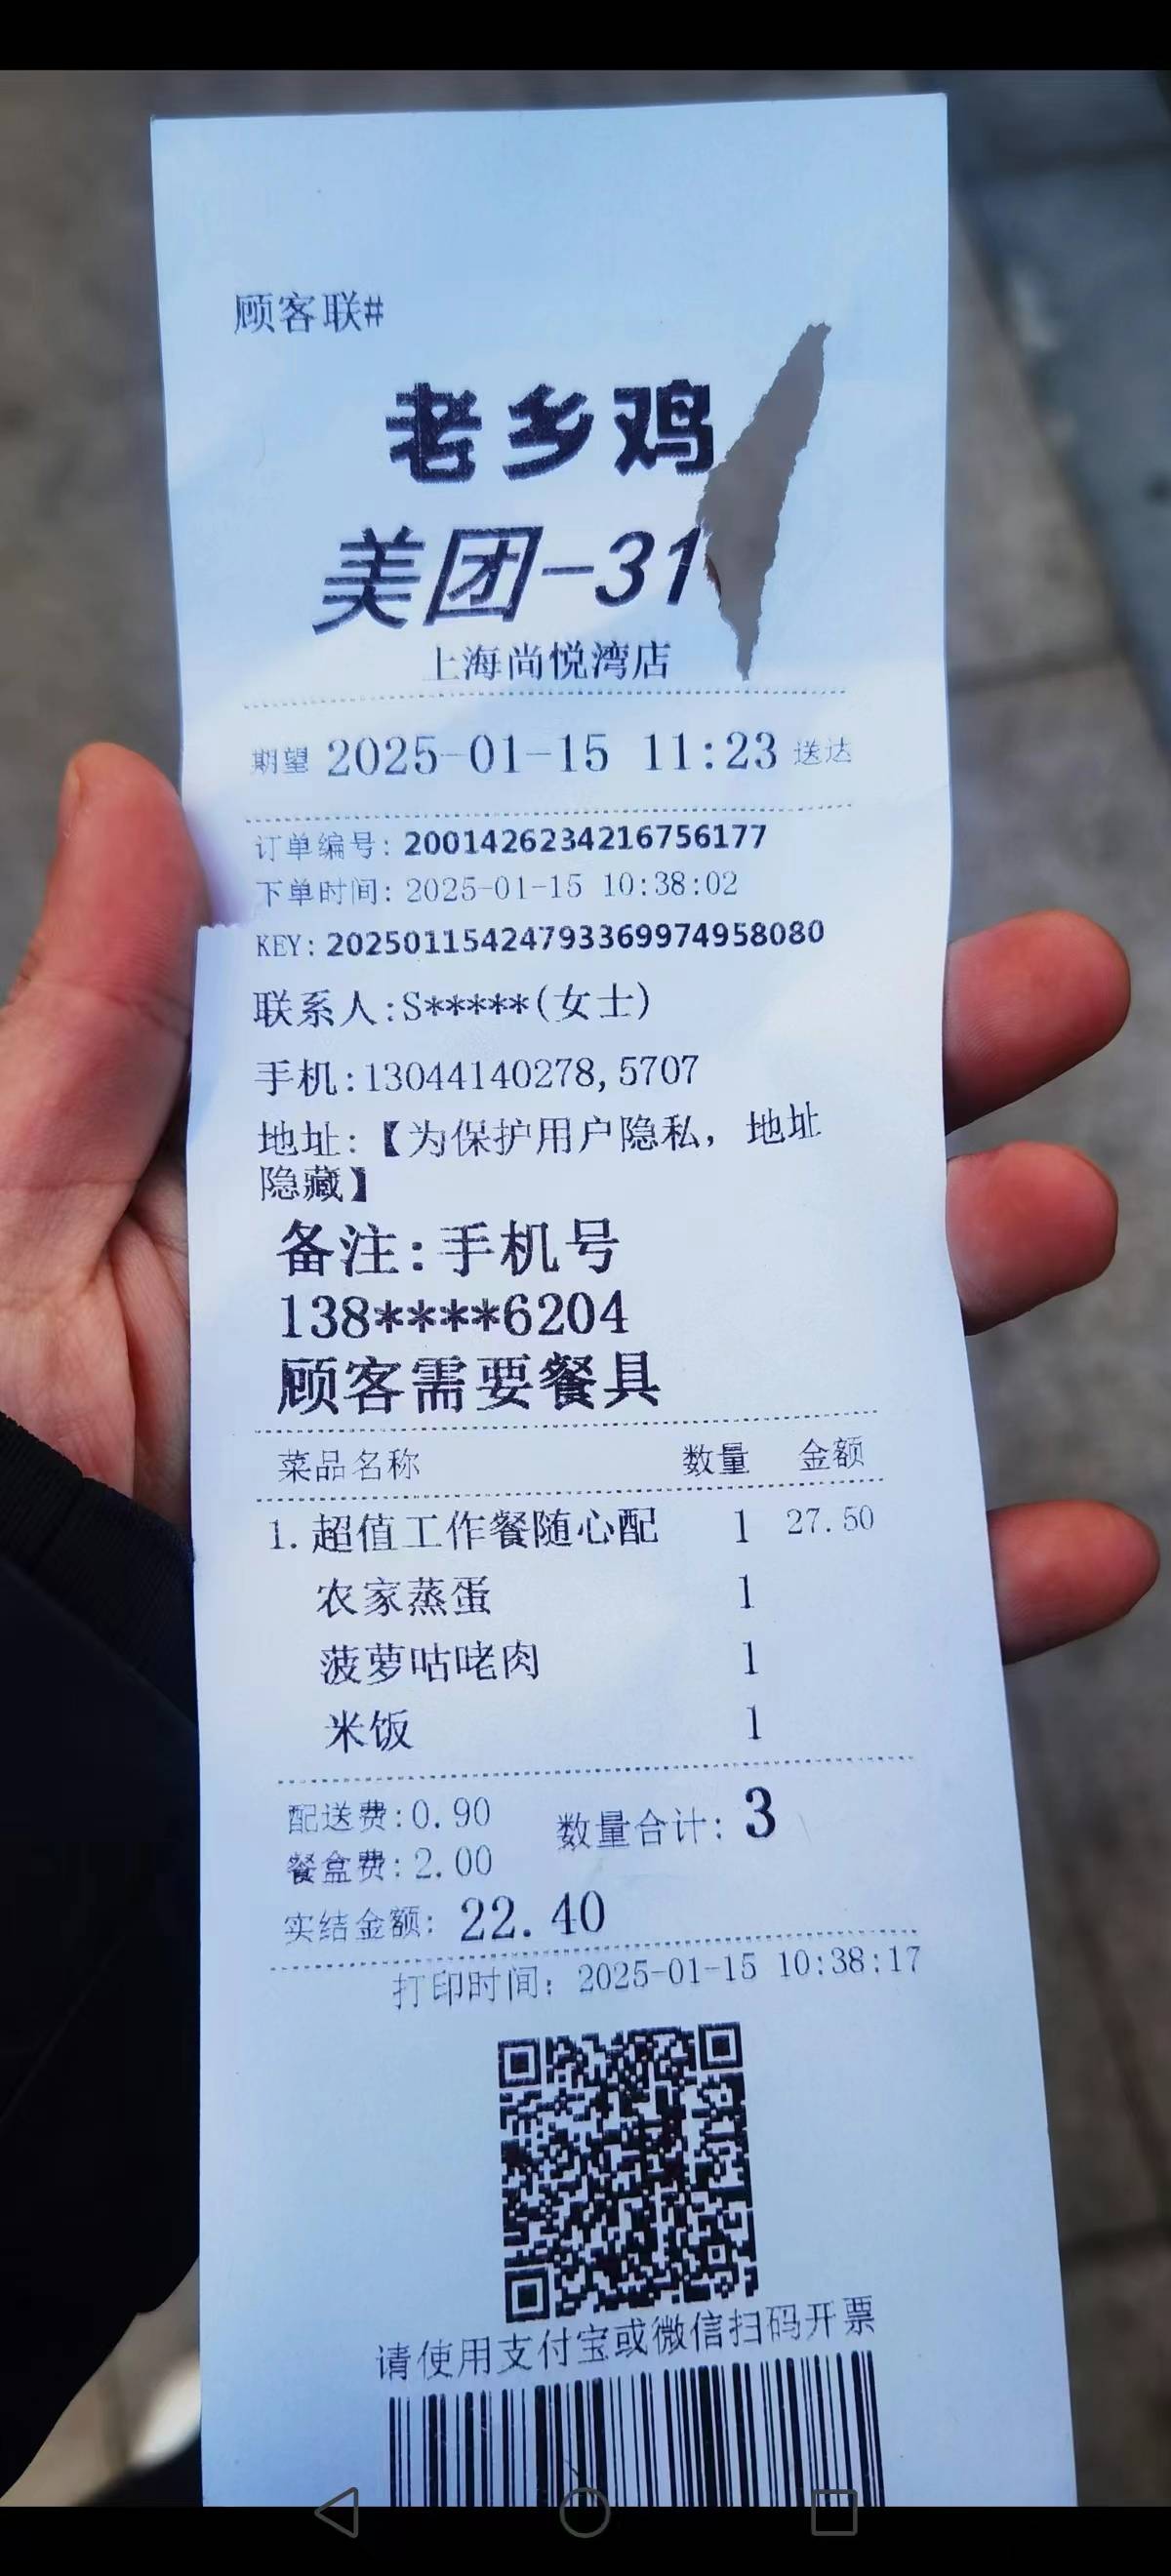 顾客联#
老乡鸡
美团-31
上海尚悦湾店
期望 2025-01-15 11:23 送达
订单编号: 2001426234216756177
下单时间: 2025-01-15 10:38:02
KEY: 20250115424793369974958080
联系人:S*****(女士)
手机:13044140278,5707
地址:【为保护用户隐私, 地址
隐藏】
备注:手机号
138****6204
顾客需要餐具
菜品名称 数量 金额
1.超值工作餐随心配 1 27.50
农家蒸蛋 1
菠萝咕咾肉 1
米饭 1
配送费:0.90 数量合计: 3
餐盒费:2.00
实结金额: 22.40
打印时间: 2025-01-15 10:38:17
请使用支付宝或微信扫码开票